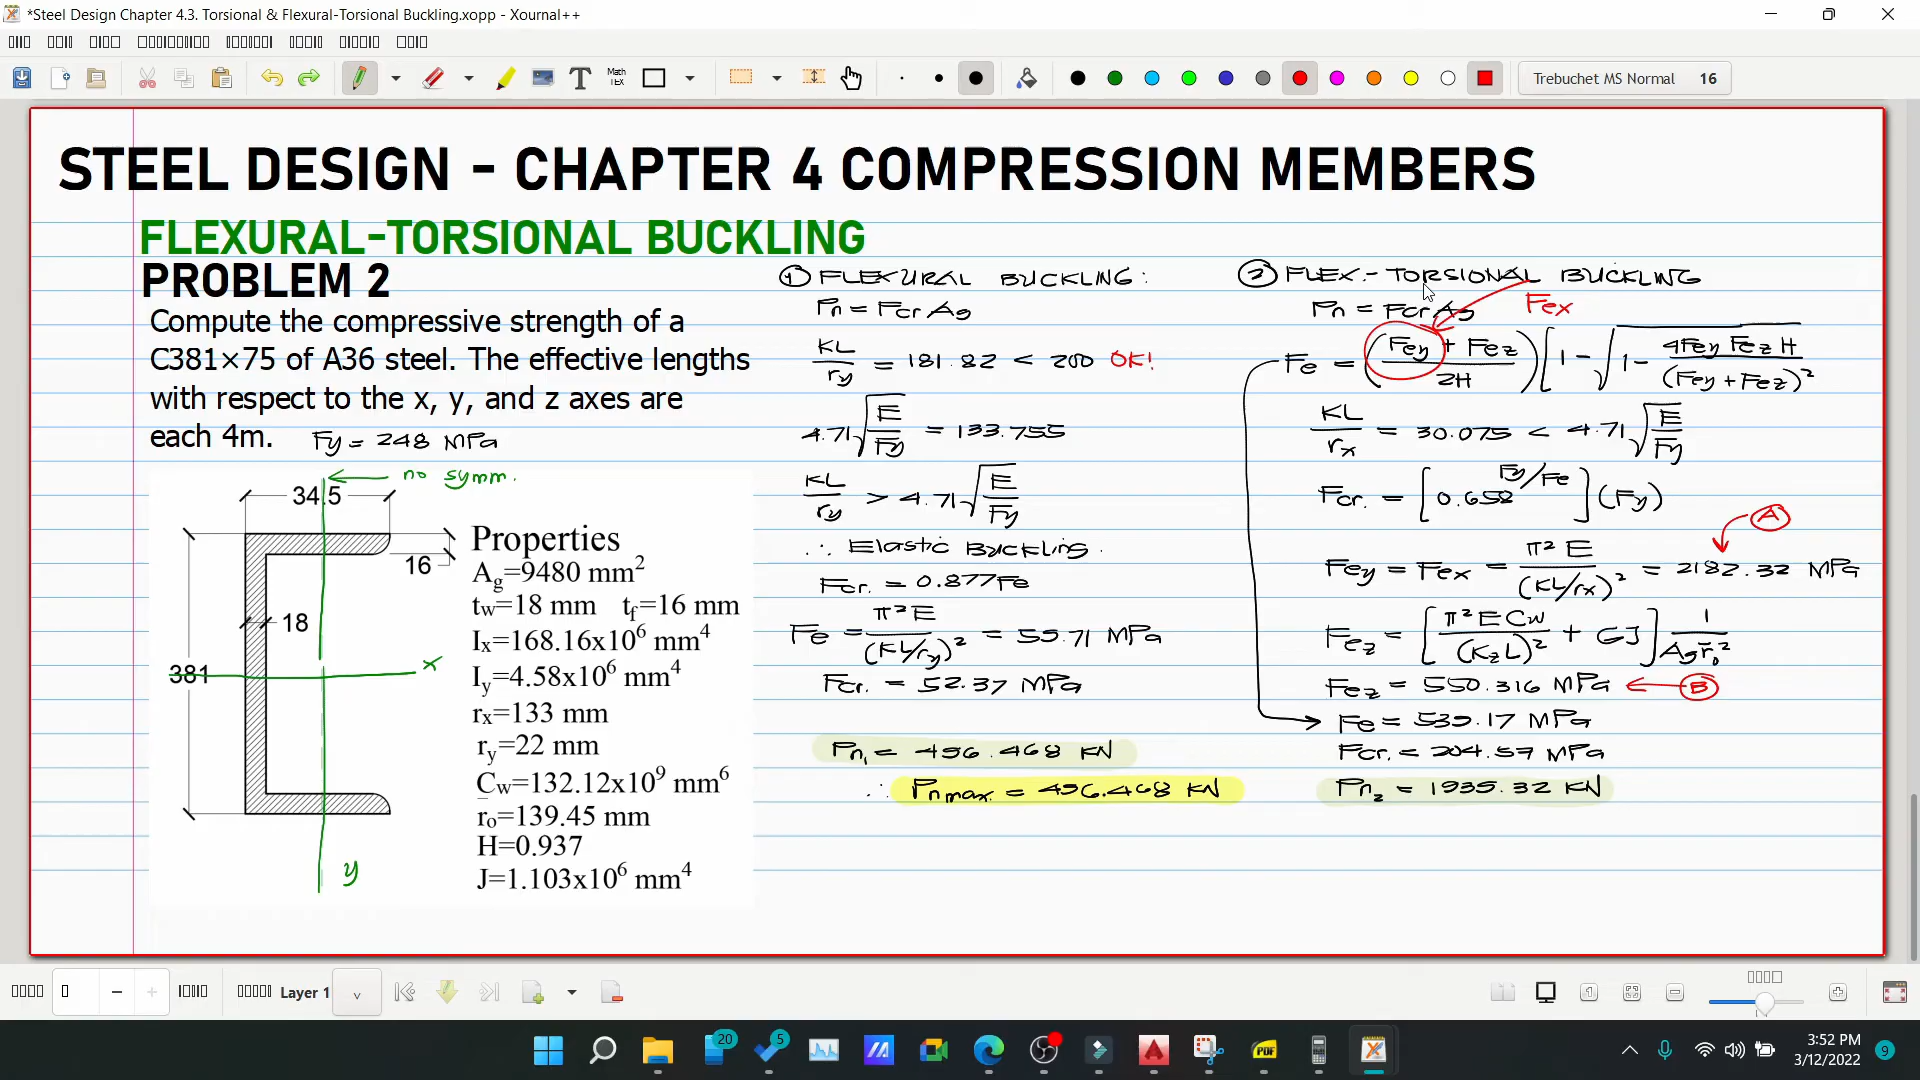 *Steel Design Chapter 4.3. Torsional & Flexural-Torsional Buckling.xopp - Xournal++
Math
TEX
Trebuchet MS Normal 16
STEEL DESIGN - CHAPTER 4 COMPRESSION MEMBERS
FLEXURAL-TORSIONAL BUCKLING
PROBLEM 2
Compute the compressive strength of a
C381×75 of A36 steel. The effective lengths
with respect to the x, y, and z axes are
each 4m. Fy = 248 MPa
no symm.
34.5
16
18
381
x
y
Properties
Ag=9480 mm²
tw=18 mm tf=16 mm
Ix=168.16x10⁶ mm⁴
Iy=4.58x10⁶ mm⁴
rx=133 mm
ry=22 mm
Cw=132.12x10⁹ mm⁶
r̄o=139.45 mm
H=0.937
J=1.103x10⁶ mm⁴
① FLEXURAL BUCKLING:
Pn = Fcr Ag
KL/ry = 181.82 < 200 OK!
4.71√(E/Fy) = 133.755
KL/ry > 4.71√(E/Fy)
∴ Elastic Buckling.
Fcr. = 0.877Fe
Fe = π²E/(KL/ry)² = 55.71 MPa
Fcr. = 52.37 MPa
Pn₁ = 496.468 KN
∴ Pn max. = 496.468 KN
② FLEX.-TORSIONAL BUCKLING
Pn = Fcr Ag Fex
Fe = ((Fey + Fez)/2H)[1 - √(1 - 4Fey Fez H/(Fey + Fez)²)]
KL/rx = 30.075 < 4.71√(E/Fy)
Fcr. = [0.658^(Fy/Fe)](Fy)
A
Fey = Fex = π²E/(KL/rx)² = 2182.32 MPa
Fez = [π²ECw/(KzL)² + GJ] 1/(Ag r̄o²)
Fez = 550.316 MPa B
Fe = 539.17 MPa
Fcr. = 204.57 MPa
Pn₂ = 1939.32 KN
Layer 1
20
5
PDF
3:52 PM
3/12/2022
9